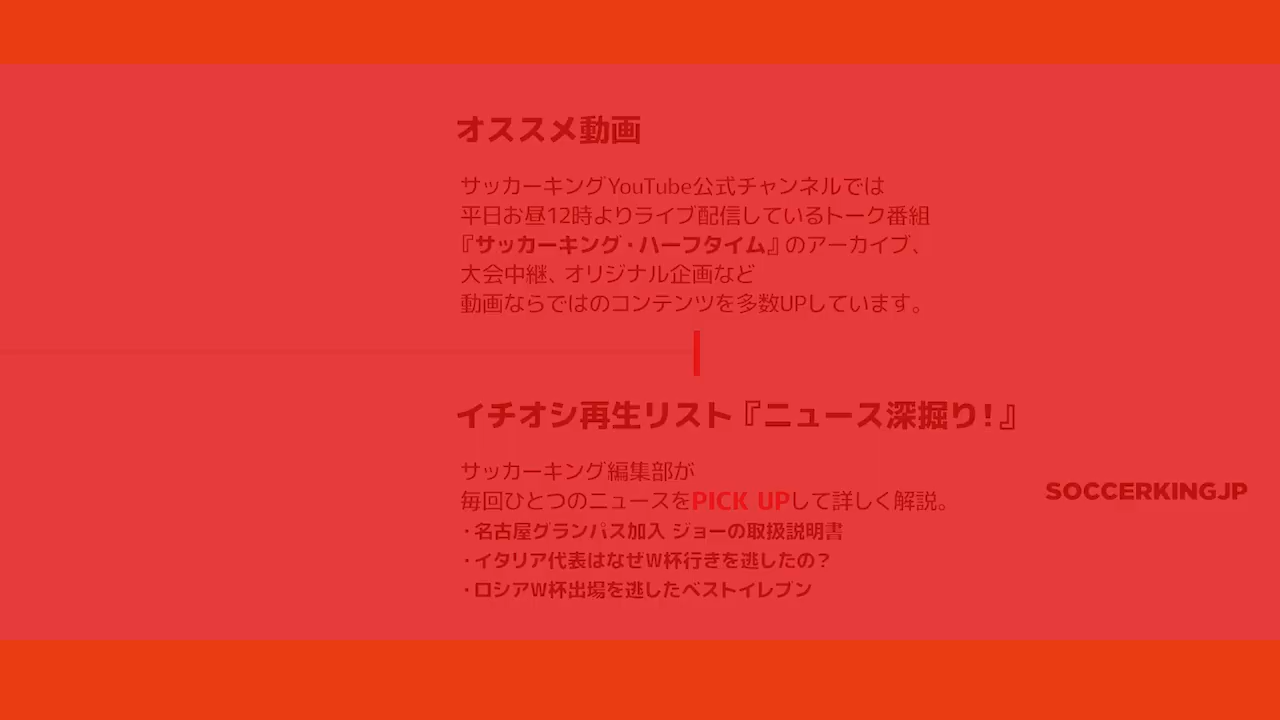 オススメ動画
サッカーキングYouTube公式チャンネルでは
平日お昼12時よりライブ配信しているトーク番組
『サッカーキング・ハーフタイム』のアーカイブ、
大会中継、オリジナル企画など
動画ならではのコンテンツを多数UPしています。
イチオシ再生リスト『ニュース深掘り!』
サッカーキング編集部が
毎回ひとつのニュースをPICK UPして詳しく解説。
・名古屋グランパス加入 ジョーの取扱説明書
・イタリア代表はなぜW杯行きを逃したの?
・ロシアW杯出場を逃したベストイレブン
SOCCERKINGJP